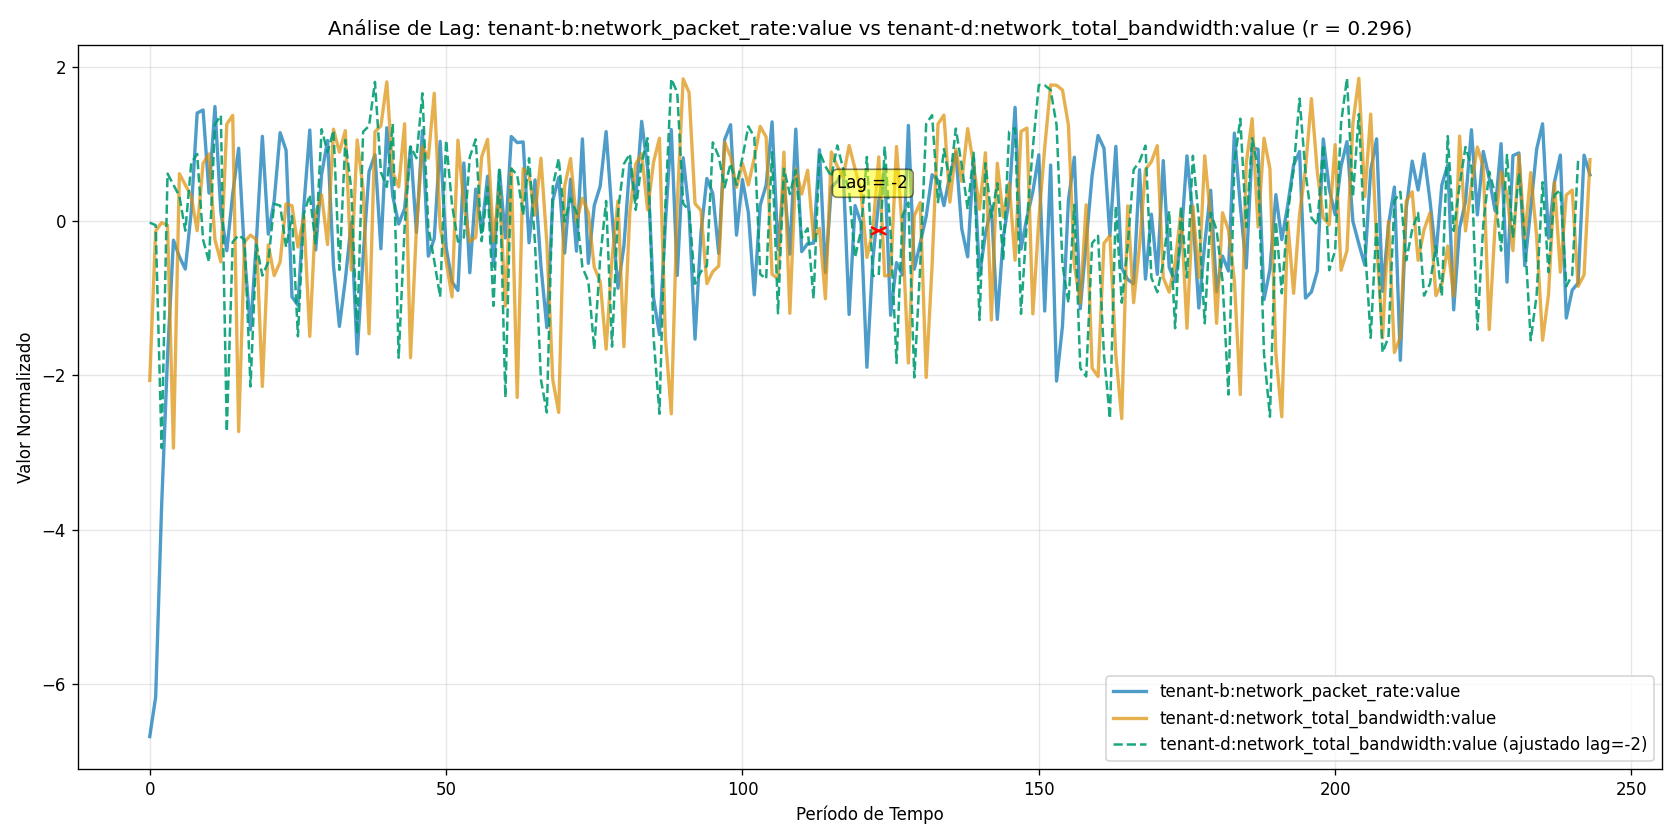 Análise de Lag: tenant-b:network_packet_rate:value vs tenant-d:network_total_bandwidth:value (r = 0.296)
Valor Normalizado
2
0
−2
−4
−6
Lag = -2
tenant-b:network_packet_rate:value
tenant-d:network_total_bandwidth:value
tenant-d:network_total_bandwidth:value (ajustado lag=-2)
0 50 100 150 200 250
Período de Tempo